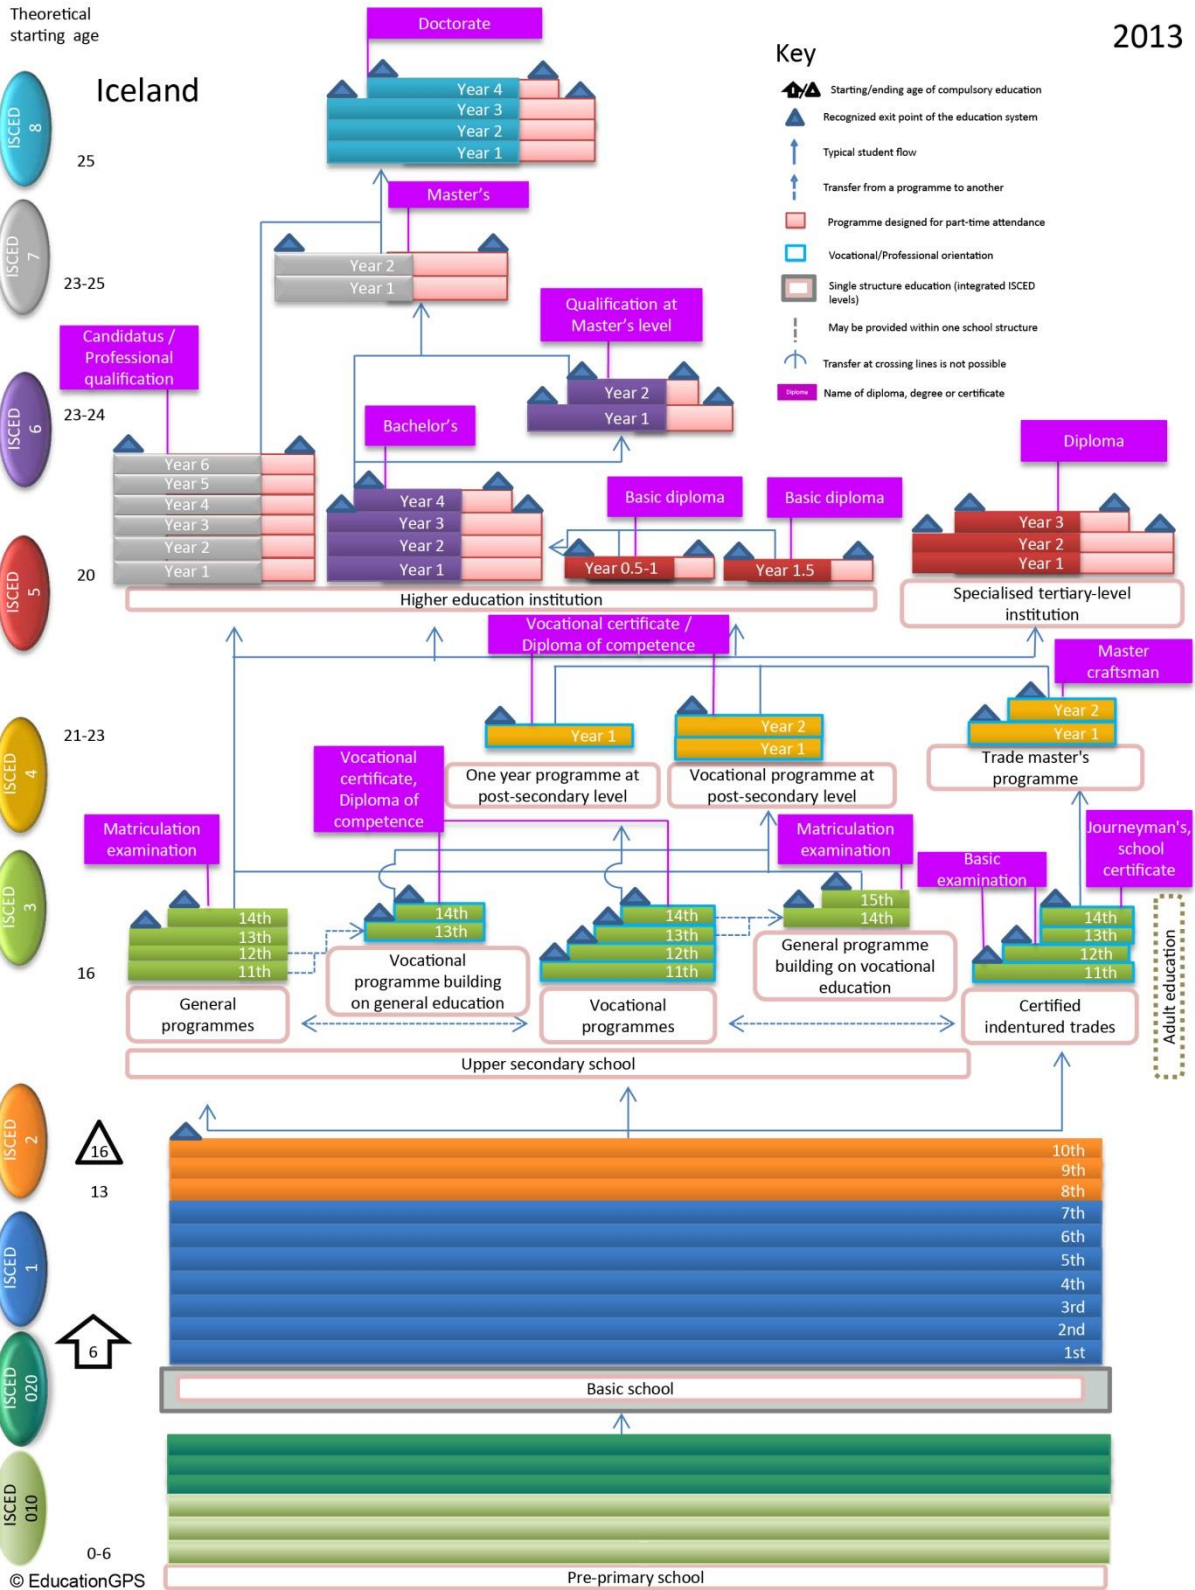 Theoretical
starting age
2013
Iceland
Key
Starting/ending age of compulsory education
Recognized exit point of the education system
Typical student flow
Transfer from a programme to another
Programme designed for part-time attendance
Vocational/Professional orientation
Single structure education (integrated ISCED
levels)
May be provided within one school structure
Transfer at crossing lines is not possible
Diploma
Name of diploma, degree or certificate
Doctorate
ISCED
8
25
Year 4
Year 3
Year 2
Year 1
Master's
ISCED
7
23-25
Year 2
Year 1
Qualification at
Master's level
Candidatus /
Professional
qualification
ISCED
6
23-24
Year 2
Year 1
Bachelor's
Diploma
Year 6
Year 5
Year 4
Year 3
Year 2
Year 1
Year 4
Year 3
Year 2
Year 1
Basic diploma
Basic diploma
Year 0.5-1
Year 1.5
Year 3
Year 2
Year 1
ISCED
5
20
Higher education institution
Specialised tertiary-level
institution
Vocational certificate /
Diploma of competence
Master
craftsman
ISCED
4
21-23
Year 1
Year 2
Year 1
Year 2
Year 1
One year programme at
post-secondary level
Vocational programme at
post-secondary level
Trade master's
programme
Vocational
certificate,
Diploma of
competence
Matriculation
examination
Matriculation
examination
Basic
examination
Journeyman's,
school
certificate
ISCED
3
16
14th
13th
12th
11th
14th
13th
14th
13th
12th
11th
15th
14th
14th
13th
12th
11th
General
programmes
Vocational
programme building
on general education
Vocational
programmes
General programme
building on vocational
education
Certified
indentured trades
Adult education
Upper secondary school
ISCED
2
16
13
10th
9th
8th
7th
6th
5th
4th
3rd
2nd
1st
ISCED
1
6
Basic school
ISCED
020
ISCED
010
0-6
Pre-primary school
© EducationGPS